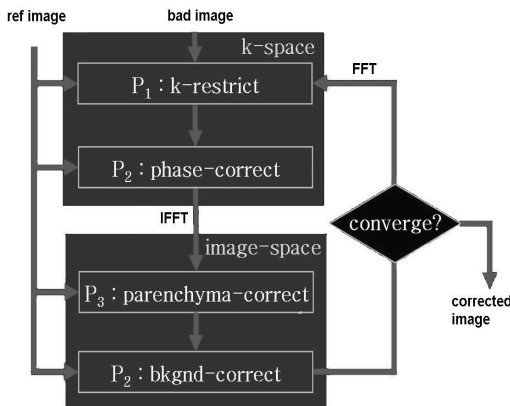 ref image
bad image
k-space
FFT
P1 : k-restrict
P2 : phase-correct
IFFT
converge?
image-space
P3 : parenchyma-correct
corrected
image
P2 : bkgnd-correct